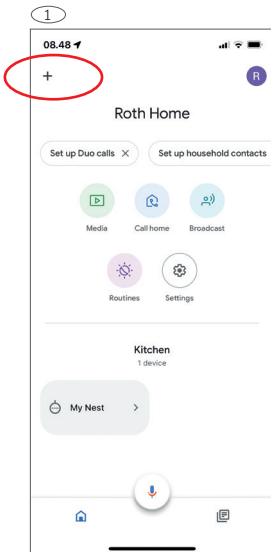 1
08.48
+
R
Roth Home
Set up Duo calls ×
Set up household contacts
Media
Call home
Broadcast
Routines
Settings
Kitchen
1 device
My Nest >